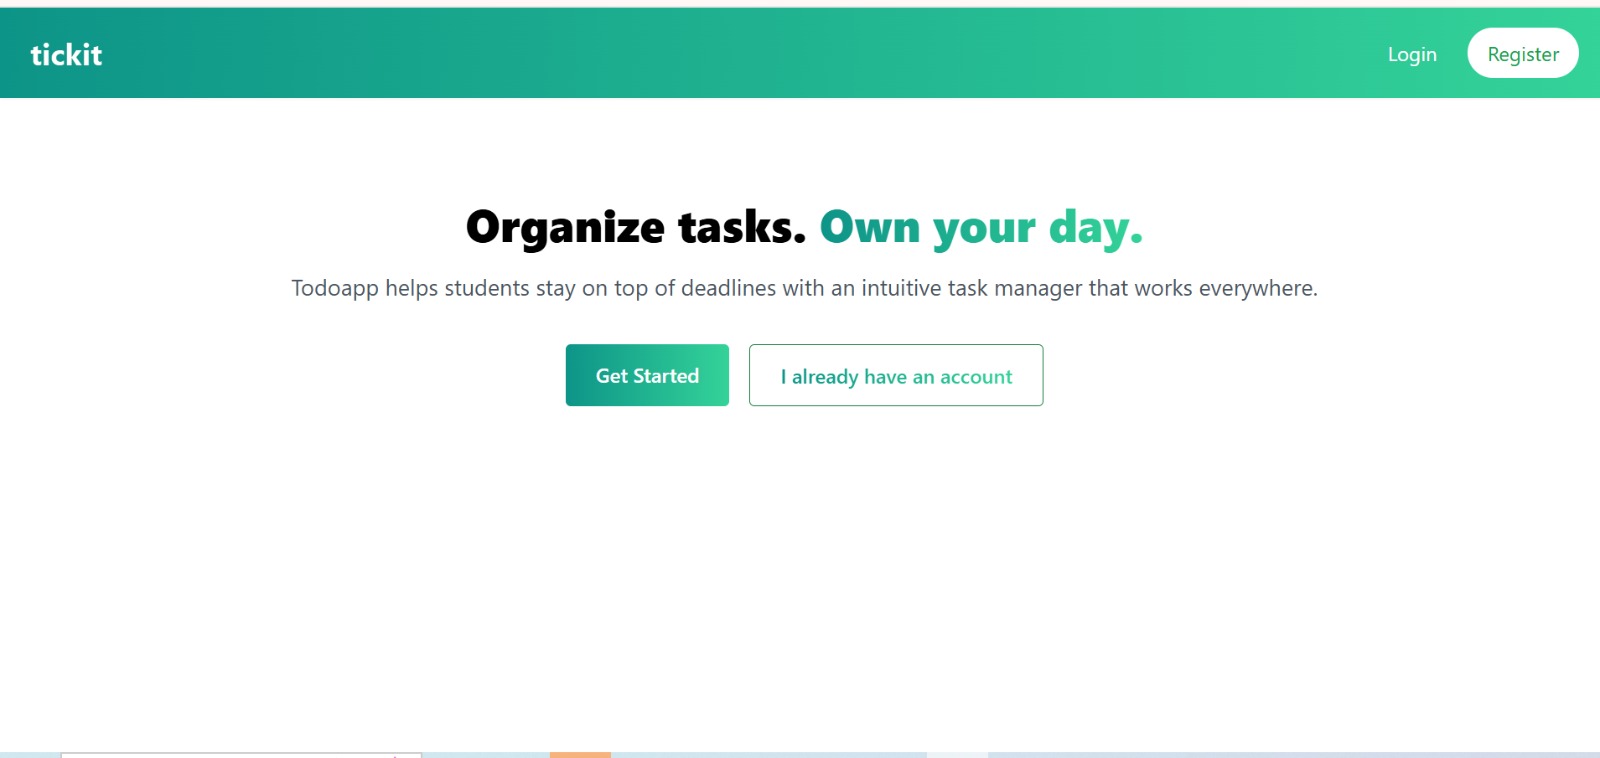 tickit
Login
Register
Organize tasks. Own your day.
Todoapp helps students stay on top of deadlines with an intuitive task manager that works everywhere.
Get Started
I already have an account